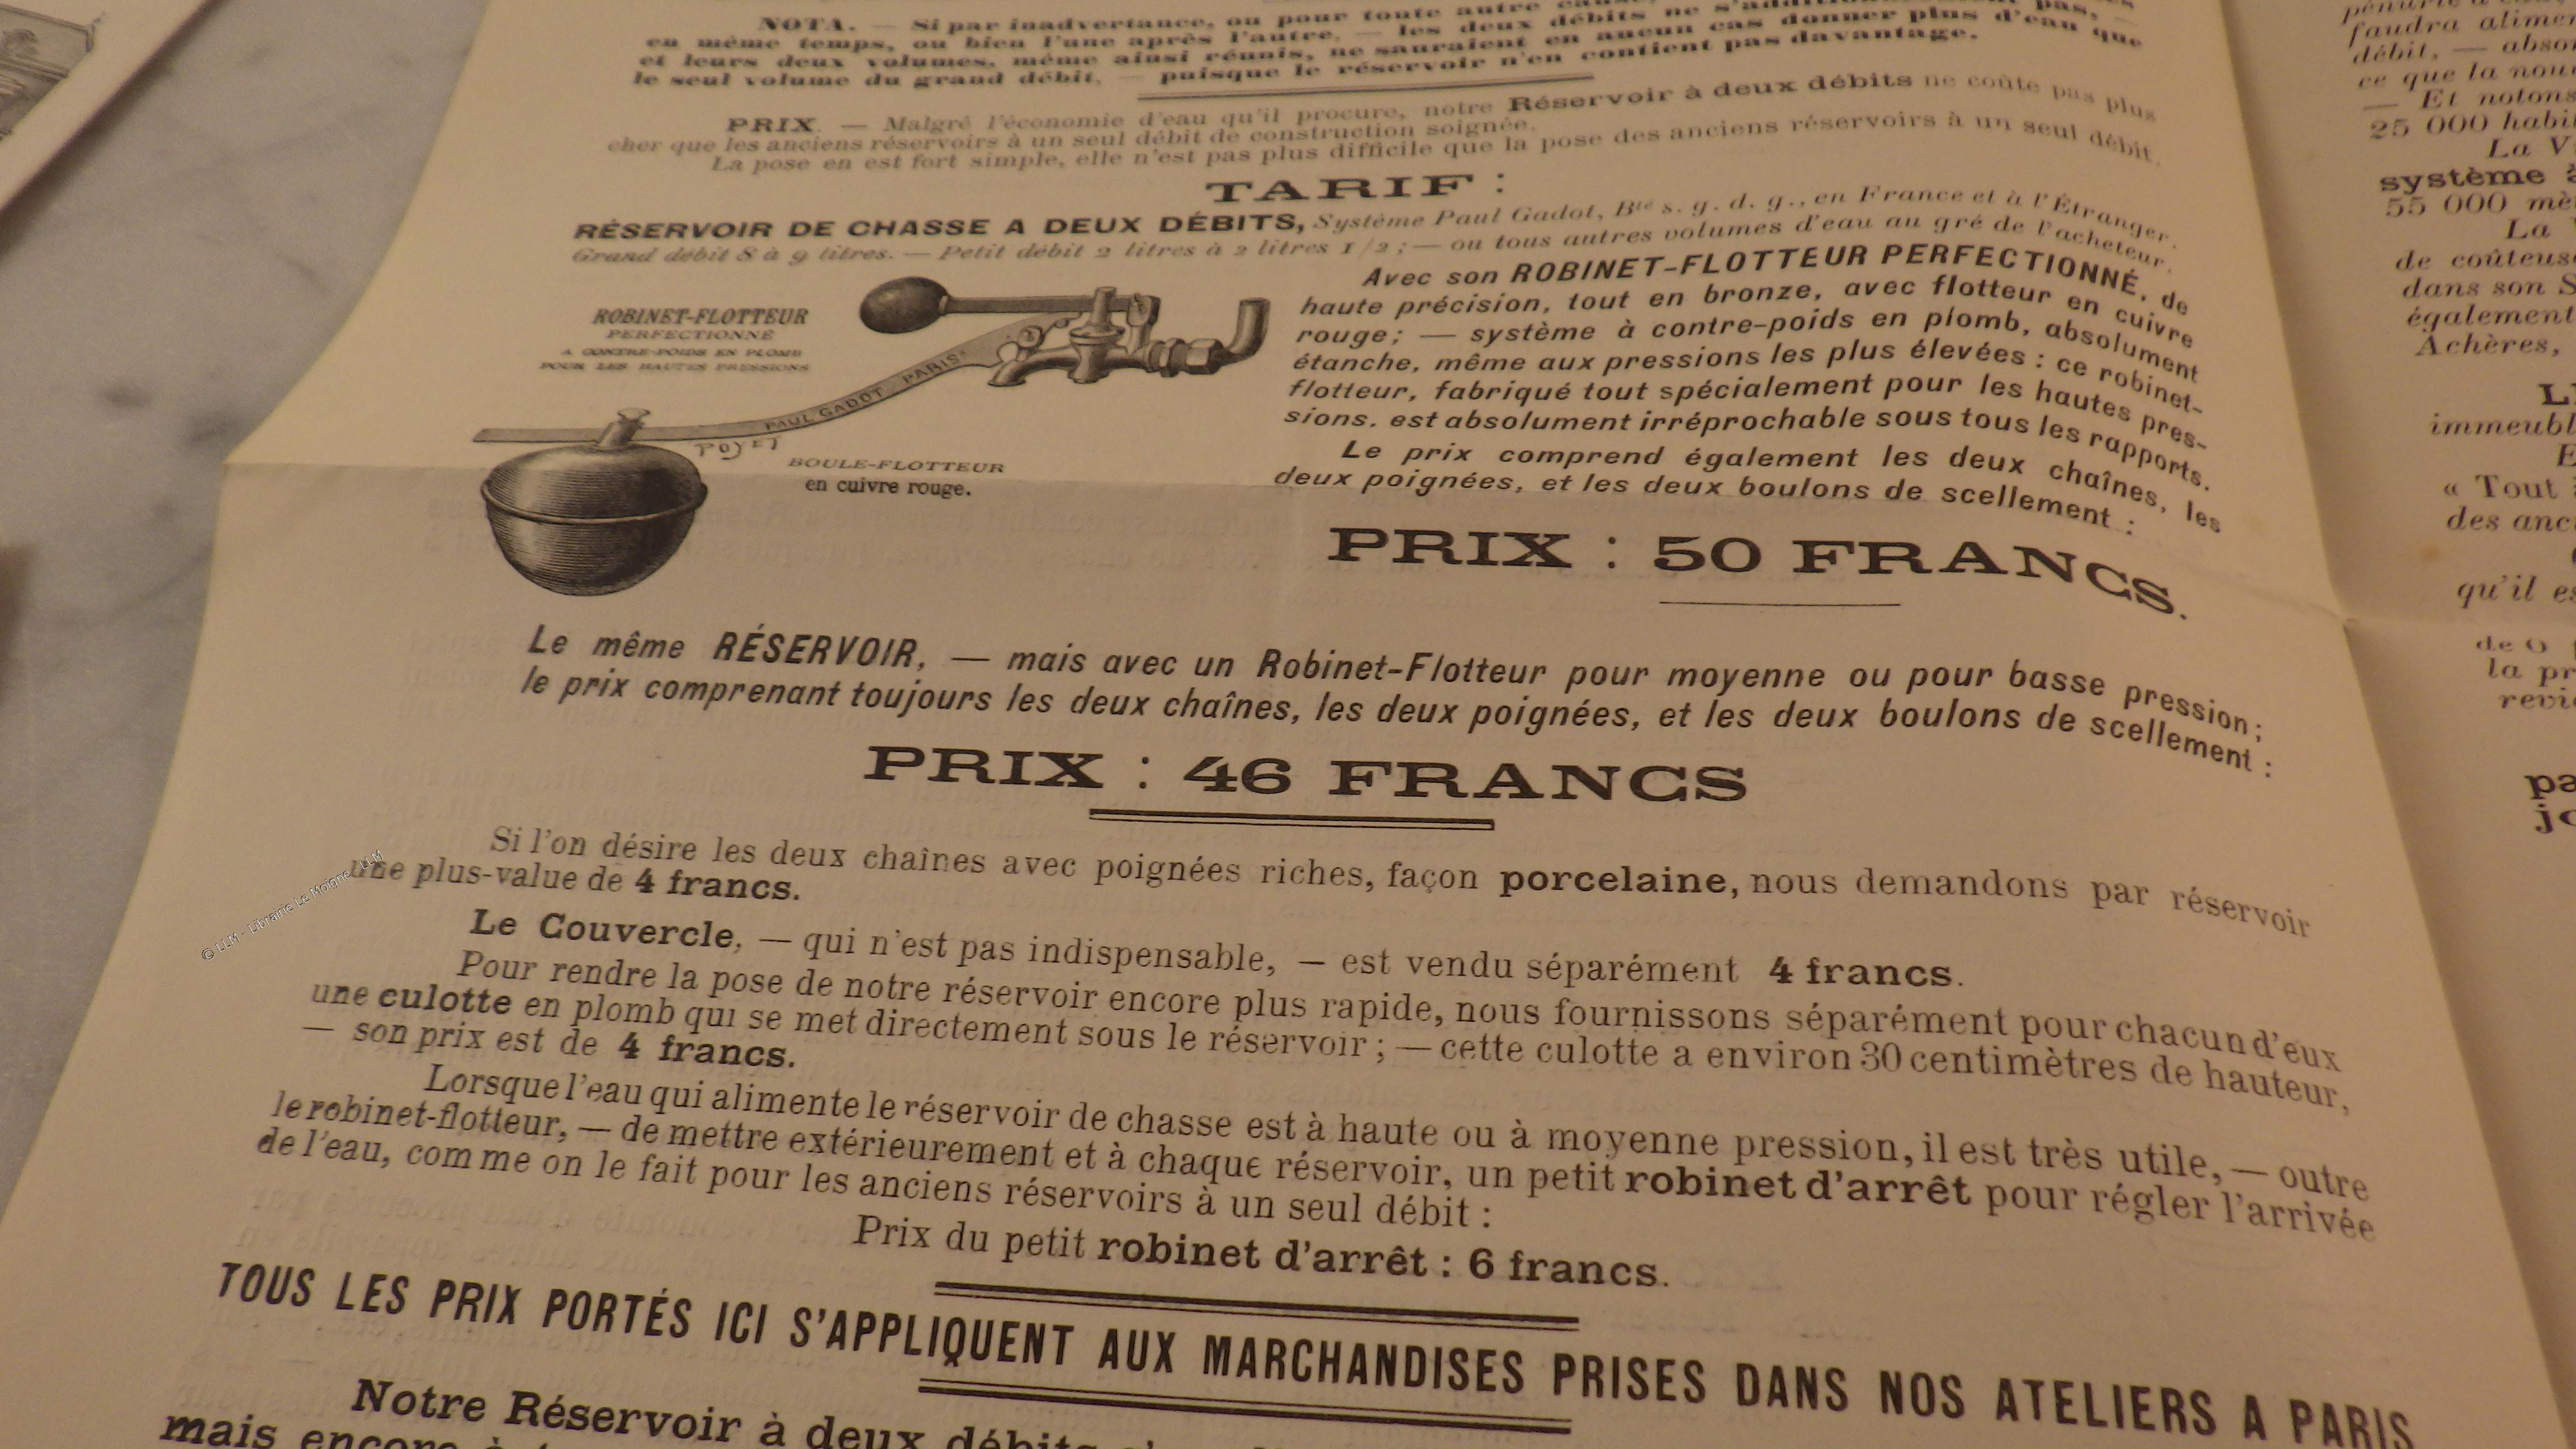 NOTA. — Si par inadvertance, ou pour toute autre cause,
en même temps, ou bien l'une après l'autre, — les deux débits ne s'additionnent pas, —
et leurs deux volumes, même ainsi réunis, ne sauraient en aucun cas donner plus d'eau que
le seul volume du grand débit, — puisque le réservoir n'en contient pas davantage.
PRIX. — Malgré l'économie d'eau qu'il procure, notre Réservoir à deux débits ne coûte pas plus
cher que les anciens réservoirs à un seul débit de construction soignée.
La pose en est fort simple, elle n'est pas plus difficile que la pose des anciens réservoirs à un seul débit.
TARIF :
RÉSERVOIR DE CHASSE A DEUX DÉBITS, Système Paul Gadot, Bté s. g. d. g., en France et à l'Étranger.
Grand débit 8 à 9 litres. — Petit débit 2 litres à 2 litres 1/2 ; — ou tous autres volumes d'eau au gré de l'acheteur.
ROBINET-FLOTTEUR
PERFECTIONNÉ
A CONTRE-POIDS EN PLOMB
POUR LES HAUTES PRESSIONS
PAUL GADOT PARIS
POYET
BOULE-FLOTTEUR
en cuivre rouge.
Avec son ROBINET-FLOTTEUR PERFECTIONNÉ, de
haute précision, tout en bronze, avec flotteur en cuivre
rouge; — système à contre-poids en plomb, absolument
étanche, même aux pressions les plus élevées : ce robinet-
flotteur, fabriqué tout spécialement pour les hautes pres-
sions, est absolument irréprochable sous tous les rapports.
Le prix comprend également les deux chaînes, les
deux poignées, et les deux boulons de scellement :
PRIX : 50 FRANCS.
Le même RÉSERVOIR, — mais avec un Robinet-Flotteur pour moyenne ou pour basse pression;
le prix comprenant toujours les deux chaînes, les deux poignées, et les deux boulons de scellement :
PRIX : 46 FRANCS
Si l'on désire les deux chaînes avec poignées riches, façon porcelaine, nous demandons par réservoir
une plus-value de 4 francs.
Le Couvercle, — qui n'est pas indispensable, — est vendu séparément 4 francs.
Pour rendre la pose de notre réservoir encore plus rapide, nous fournissons séparément pour chacun d'eux
une culotte en plomb qui se met directement sous le réservoir ; — cette culotte a environ 30 centimètres de hauteur,
— son prix est de 4 francs.
Lorsque l'eau qui alimente le réservoir de chasse est à haute ou à moyenne pression, il est très utile, — outre
le robinet-flotteur, — de mettre extérieurement et à chaque réservoir, un petit robinet d'arrêt pour régler l'arrivée
de l'eau, comme on le fait pour les anciens réservoirs à un seul débit :
Prix du petit robinet d'arrêt : 6 francs.
TOUS LES PRIX PORTÉS ICI S'APPLIQUENT AUX MARCHANDISES PRISES DANS NOS ATELIERS A PARIS
Notre Réservoir à deux débits
mais encore à
© LLM - Librairie Le Moigne LLM
faudra
débit, —
ce que la
— Et notons
25 000
La
système à
55 000
La
de
dans son
également
Achères,
« Tout
des
qu'il
de 0
la